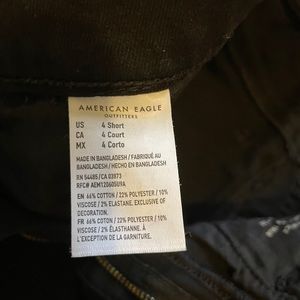 AMERICAN EAGLE
OUTFITTERS
US 4 Short
CA 4 Court
MX 4 Corto
MADE IN BANGLADESH / FABRIQUÉ AU
BANGLADESH / HECHO EN BANGLADESH
RN 54485/CA 03973
RFC# AEM1206050U9A
EN 66% COTTON / 22% POLYESTER / 10%
VISCOSE / 2% ELASTANE. EXCLUSIVE OF
DECORATION.
FR 66% COTON / 22% POLYESTER / 10%
VISCOSE / 2% ÉLASTHANNE. À
L'EXCEPTION DE LA GARNITURE.